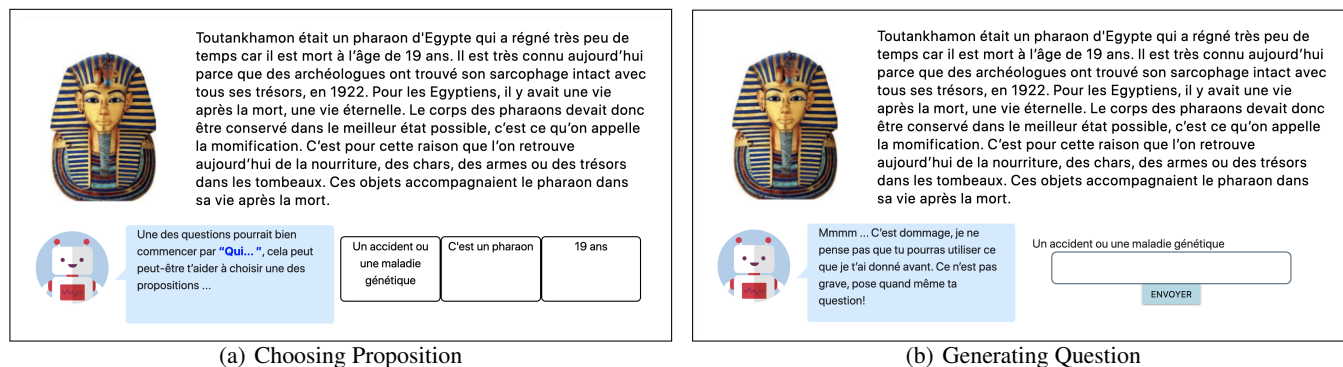 Toutankhamon était un pharaon d'Egypte qui a régné très peu de
temps car il est mort à l'âge de 19 ans. Il est très connu aujourd'hui
parce que des archéologues ont trouvé son sarcophage intact avec
tous ses trésors, en 1922. Pour les Egyptiens, il y avait une vie
après la mort, une vie éternelle. Le corps des pharaons devait donc
être conservé dans le meilleur état possible, c'est ce qu'on appelle
la momification. C'est pour cette raison que l'on retrouve
aujourd'hui de la nourriture, des chars, des armes ou des trésors
dans les tombeaux. Ces objets accompagnaient le pharaon dans
sa vie après la mort.
Une des questions pourrait bien
commencer par “Qui... ”, cela peut
peut-être t'aider à choisir une des
propositions ...
Un accident ou
une maladie
génétique
C'est un pharaon
19 ans
(a) Choosing Proposition
Toutankhamon était un pharaon d'Egypte qui a régné très peu de
temps car il est mort à l'âge de 19 ans. Il est très connu aujourd'hui
parce que des archéologues ont trouvé son sarcophage intact avec
tous ses trésors, en 1922. Pour les Egyptiens, il y avait une vie
après la mort, une vie éternelle. Le corps des pharaons devait donc
être conservé dans le meilleur état possible, c'est ce qu'on appelle
la momification. C'est pour cette raison que l'on retrouve
aujourd'hui de la nourriture, des chars, des armes ou des trésors
dans les tombeaux. Ces objets accompagnaient le pharaon dans
sa vie après la mort.
Mmmm ... C'est dommage, je ne
pense pas que tu pourras utiliser ce
que je t'ai donné avant. Ce n'est pas
grave, pose quand même ta
question!
Un accident ou une maladie génétique
ENVOYER
(b) Generating Question